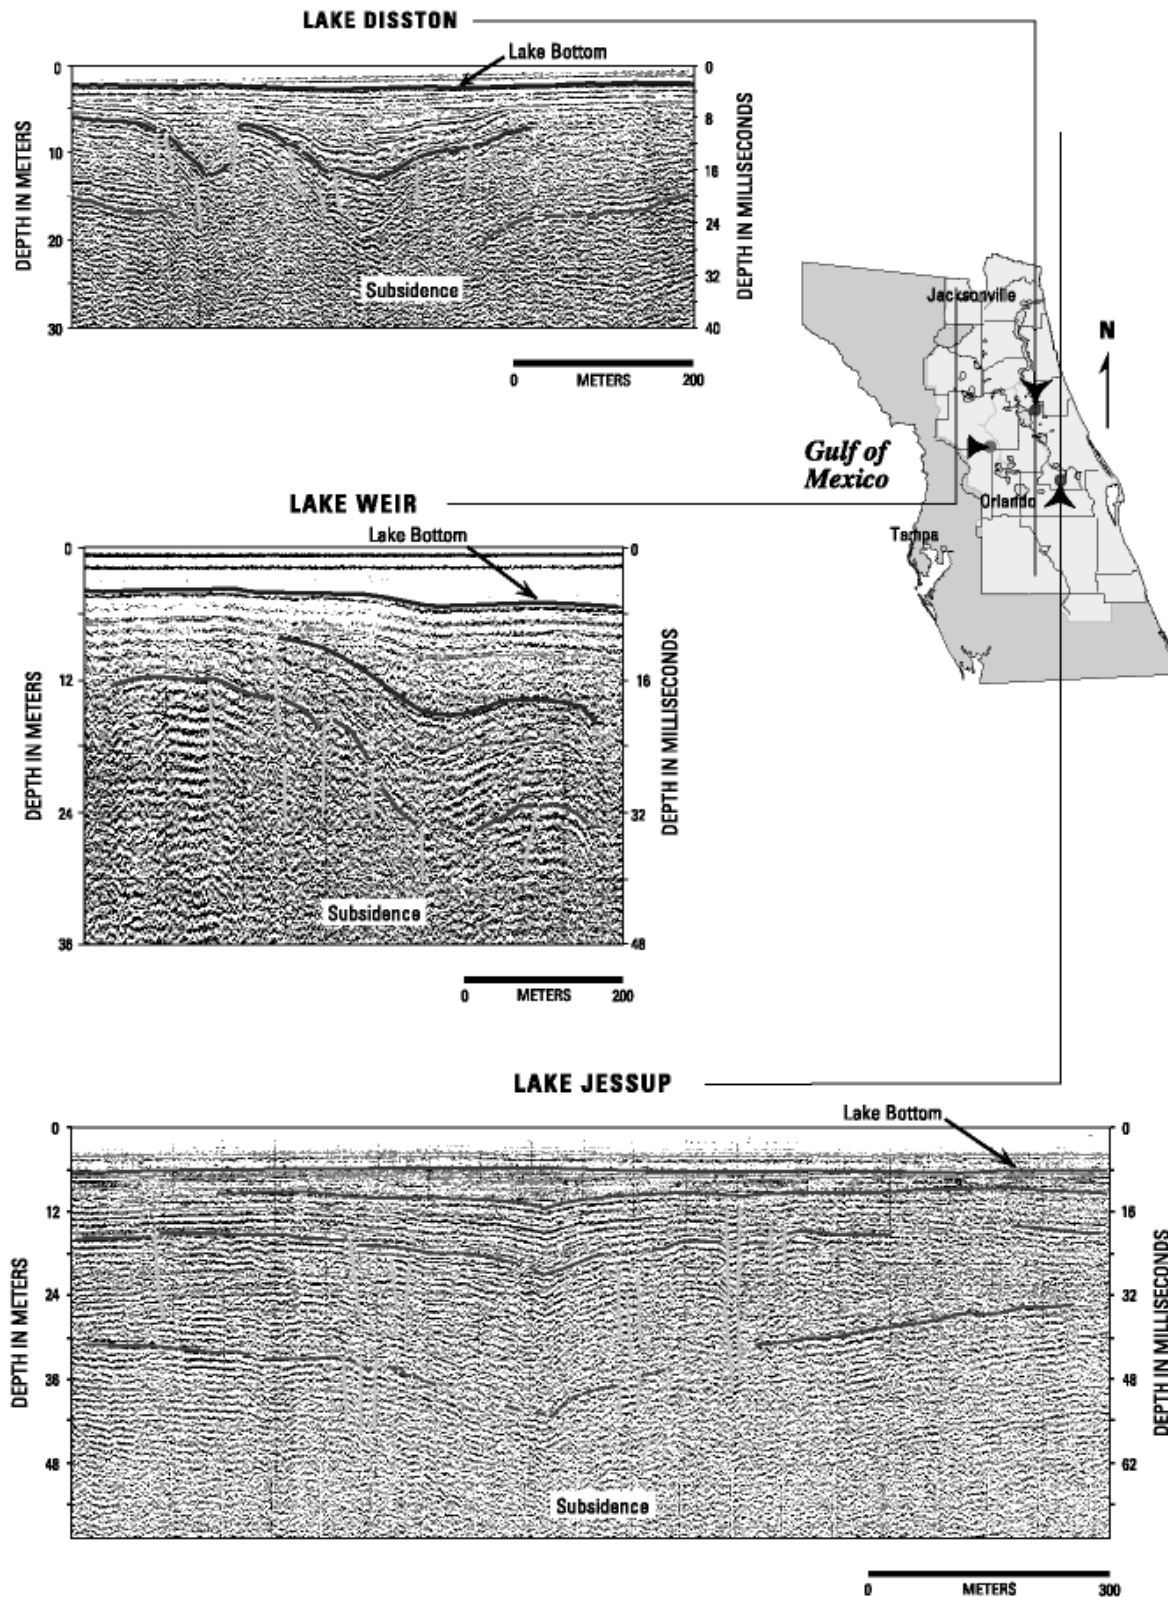 LAKE DISSTON
Lake Bottom
0
10
20
30
DEPTH IN METERS
0
8
16
24
32
40
DEPTH IN MILLISECONDS
Subsidence
0 METERS 200
Jacksonville
N
Gulf of
Mexico
Orlando
Tampa
LAKE WEIR
Lake Bottom
0
12
24
36
DEPTH IN METERS
0
16
32
48
DEPTH IN MILLISECONDS
Subsidence
0 METERS 200
LAKE JESSUP
Lake Bottom
0
12
24
36
48
DEPTH IN METERS
0
16
32
48
62
DEPTH IN MILLISECONDS
Subsidence
0 METERS 300